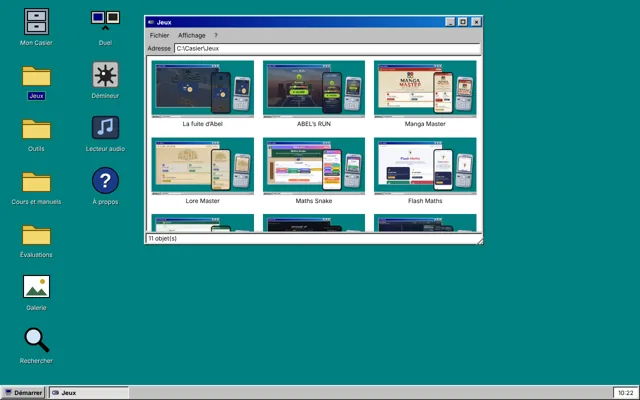 Mon Casier
Duel
Jeux
Démineur
Outils
Lecteur audio
Cours et manuels
À propos
Évaluations
Galerie
Rechercher
Jeux
Fichier Affichage ?
Adresse C:\Casier\Jeux
La fuite d'Abel
ABEL's RUN
Manga Master
MANGA
MASTER
Lore Master
Maths Snake
Flash Maths
Flash Maths
11 objet(s)
Démarrer
Jeux
10:22